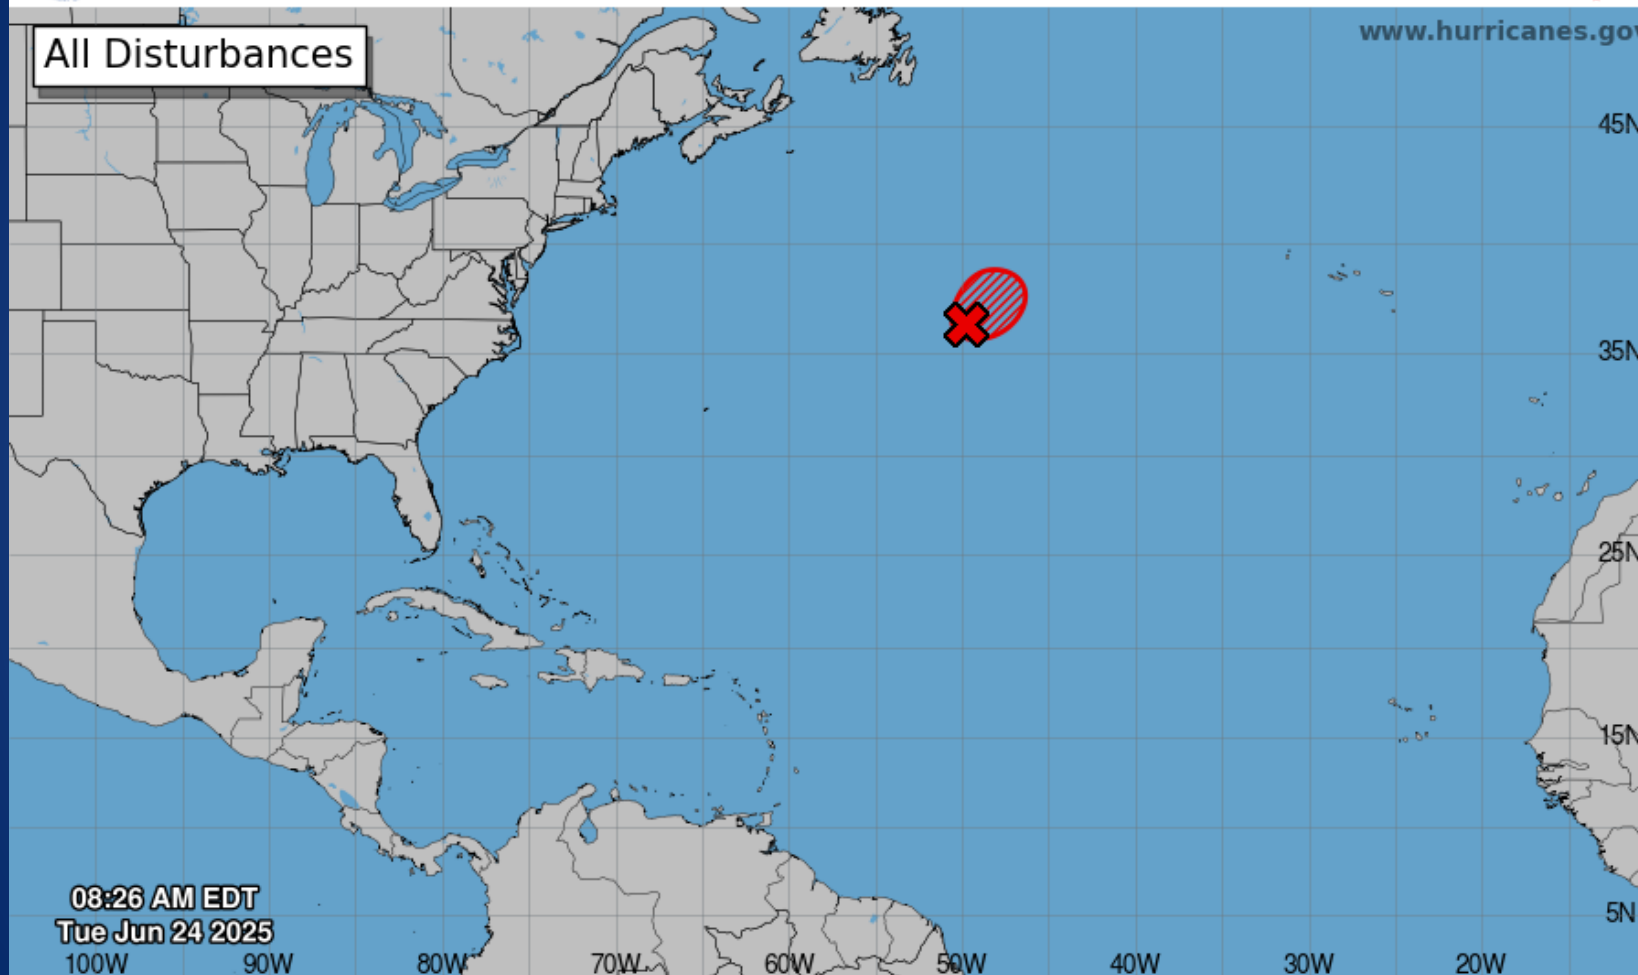 www.hurricanes.gov
All Disturbances
45N
35N
25N
15N
5N
08:26 AM EDT
Tue Jun 24 2025
100W 90W 80W 70W 60W 50W 40W 30W 20W